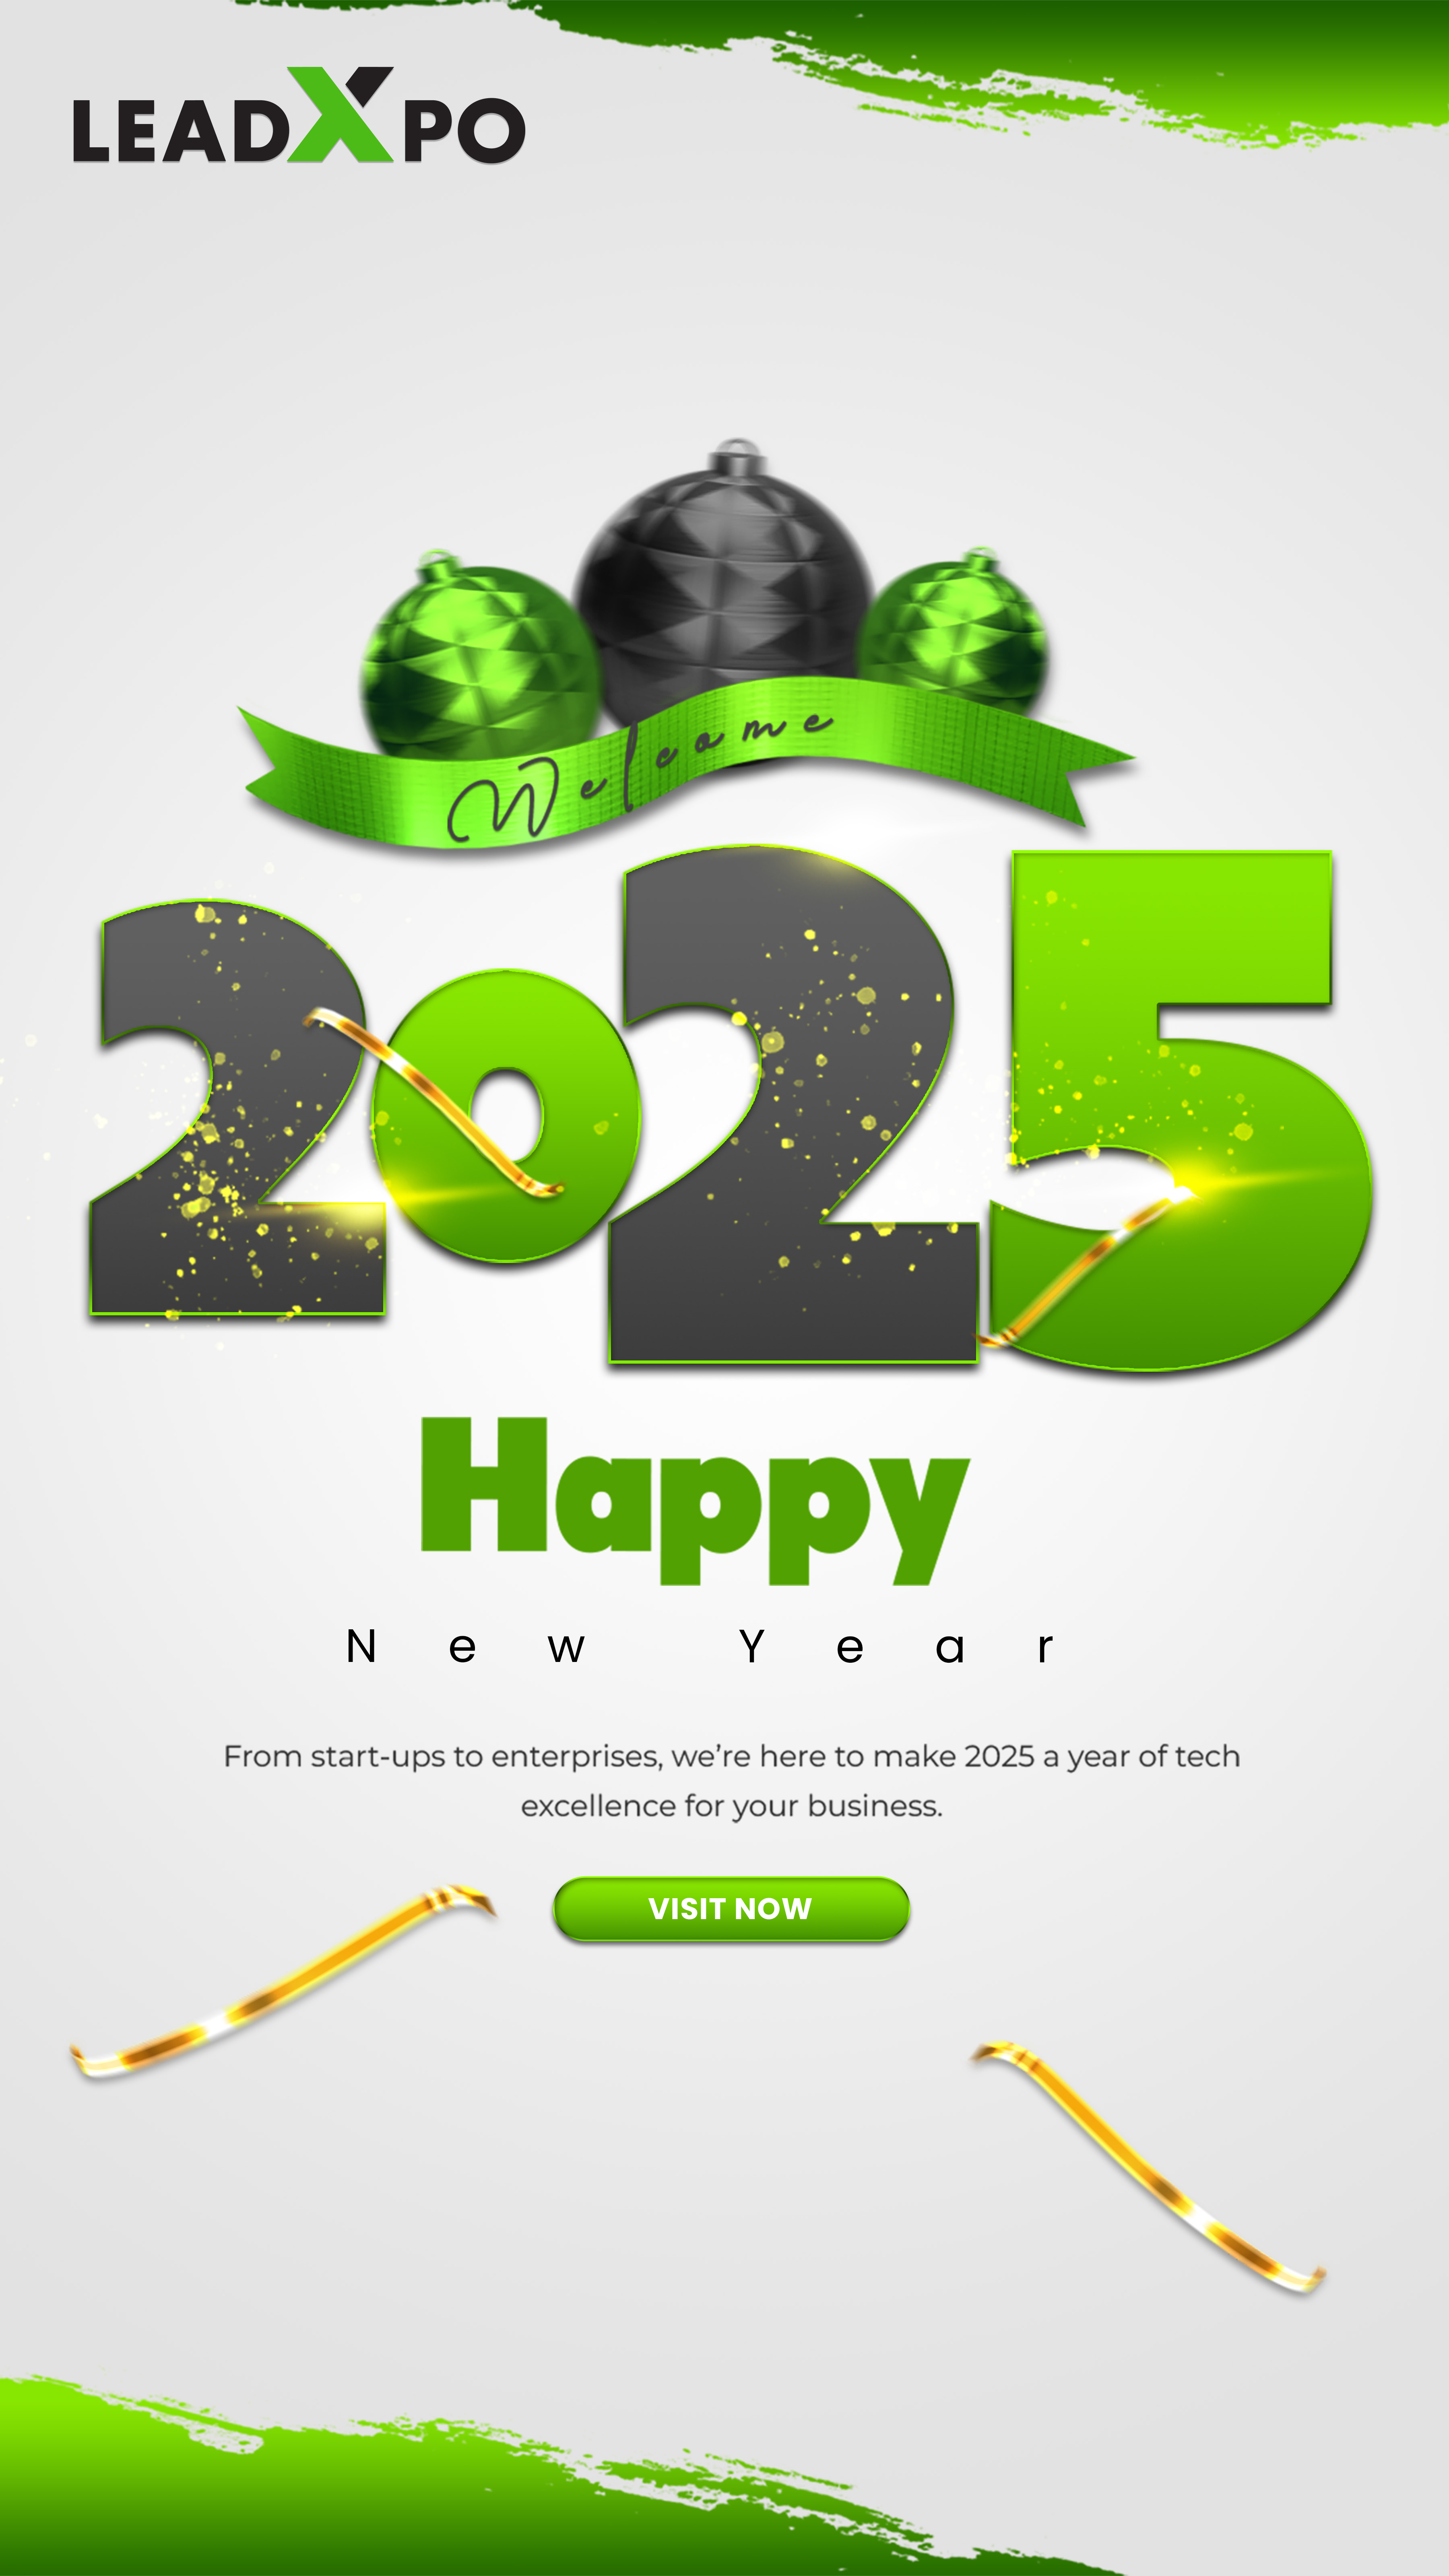 LEADXPO
Welcome
2025
Happy
New Year
From start-ups to enterprises, we’re here to make 2025 a year of tech
excellence for your business.
VISIT NOW